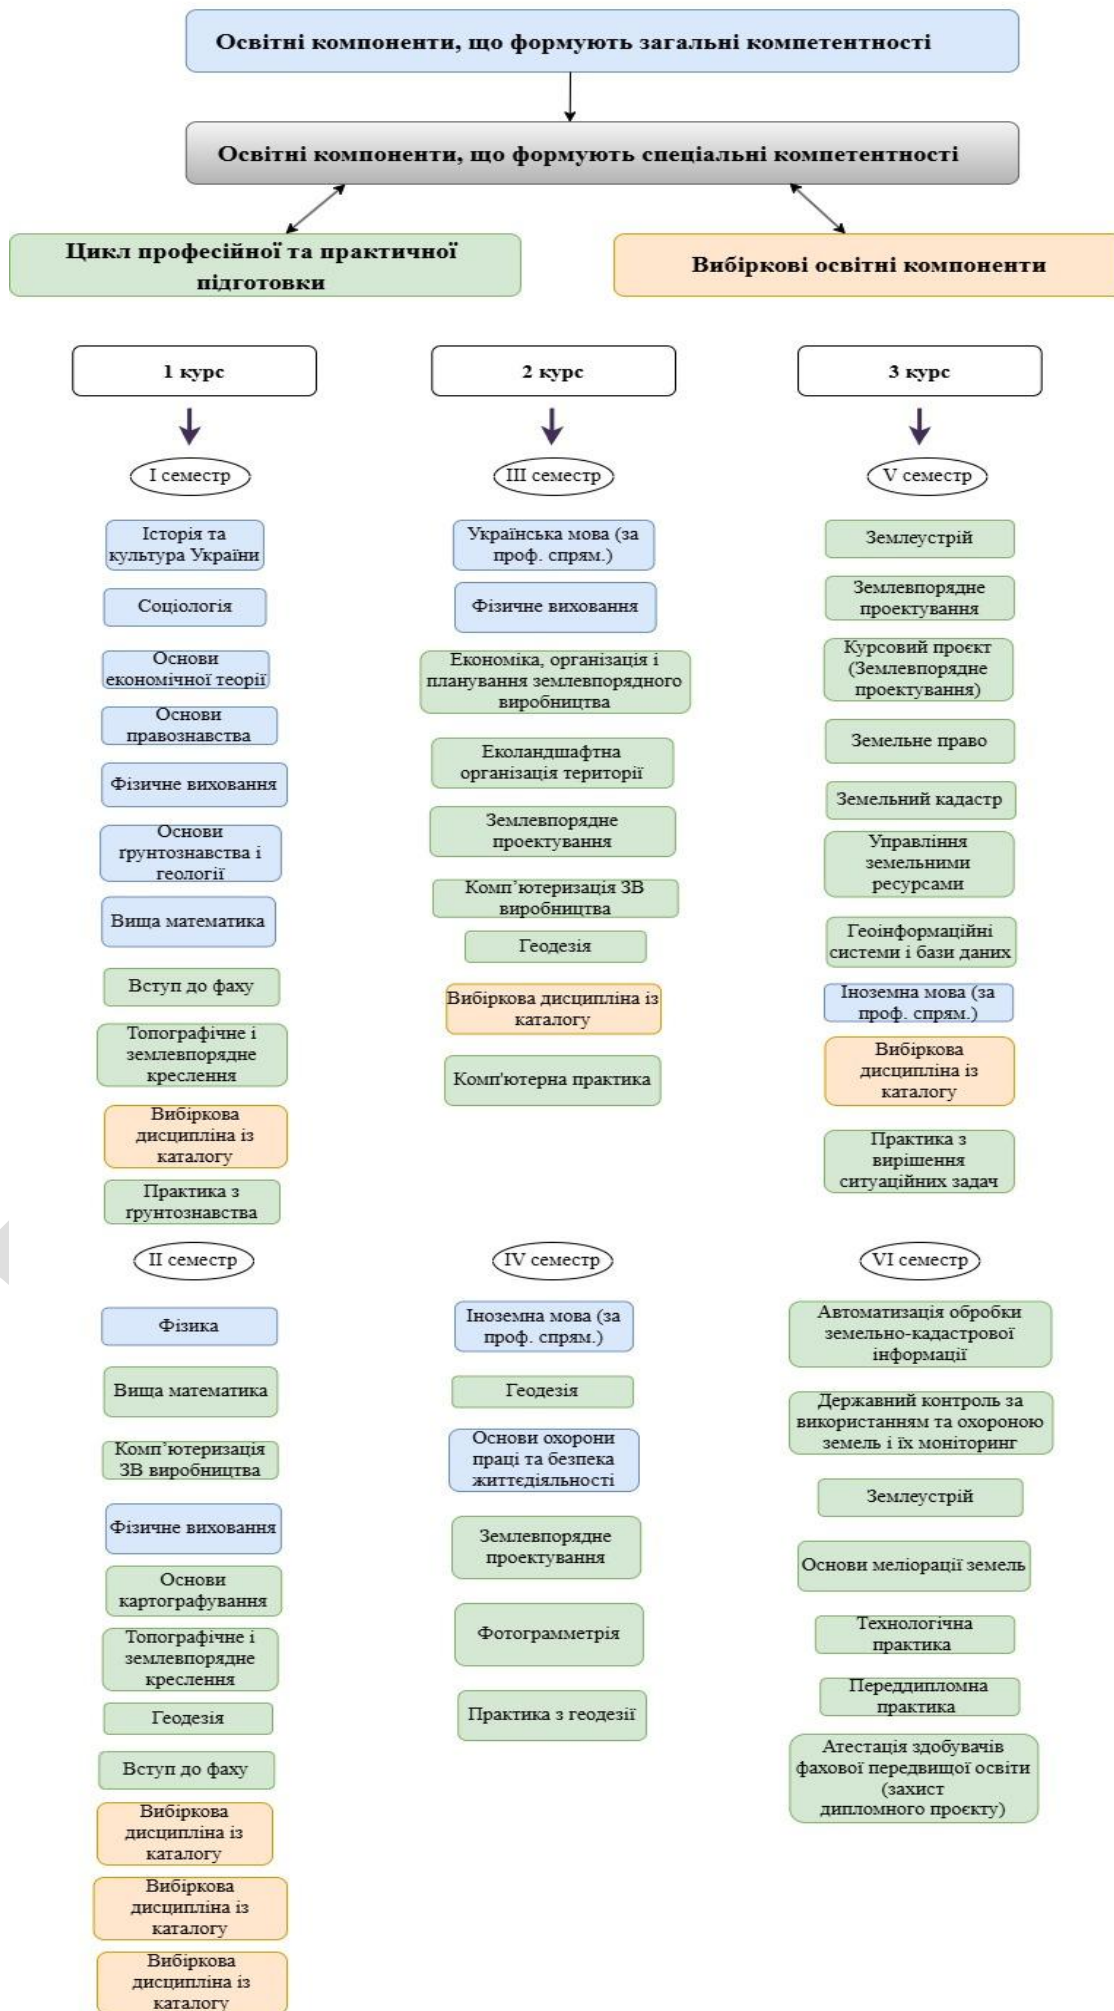 Освітні компоненти, що формують загальні компетентності
Освітні компоненти, що формують спеціальні компетентності
Цикл професійної та практичної
підготовки
Вибіркові освітні компоненти
1 курс
I семестр
Історія та
культура України
Соціологія
Основи
економічної теорії
Основи
правознавства
Фізичне виховання
Основи
ґрунтознавства і
геології
Вища математика
Вступ до фаху
Топографічне і
землевпорядне
креслення
Вибіркова
дисципліна із
каталогу
Практика з
ґрунтознавства
II семестр
Фізика
Вища математика
Комп’ютеризація
ЗВ виробництва
Фізичне виховання
Основи
картографування
Топографічне і
землевпорядне
креслення
Геодезія
Вступ до фаху
Вибіркова
дисципліна із
каталогу
Вибіркова
дисципліна із
каталогу
Вибіркова
дисципліна із
каталогу
2 курс
III семестр
Українська мова (за
проф. спрям.)
Фізичне виховання
Економіка, організація і
планування землевпорядного
виробництва
Еколандшафтна
організація території
Землевпорядне
проектування
Комп’ютеризація ЗВ
виробництва
Геодезія
Вибіркова дисципліна із
каталогу
Комп'ютерна практика
IV семестр
Іноземна мова (за
проф. спрям.)
Геодезія
Основи охорони
праці та безпека
життєдіяльності
Землевпорядне
проектування
Фотограмметрія
Практика з геодезії
3 курс
V семестр
Землеустрій
Землевпорядне
проектування
Курсовий проєкт
(Землевпорядне
проектування)
Земельне право
Земельний кадастр
Управління
земельними
ресурсами
Геоінформаційні
системи і бази даних
Іноземна мова (за
проф. спрям.)
Вибіркова
дисципліна із
каталогу
Практика з
вирішення
ситуаційних задач
VI семестр
Автоматизація обробки
земельно-кадастрової
інформації
Державний контроль за
використанням та охороною
земель і їх моніторинг
Землеустрій
Основи меліорації земель
Технологічна
практика
Переддипломна
практика
Атестація здобувачів
фахової передвищої освіти
(захист
дипломного проєкту)